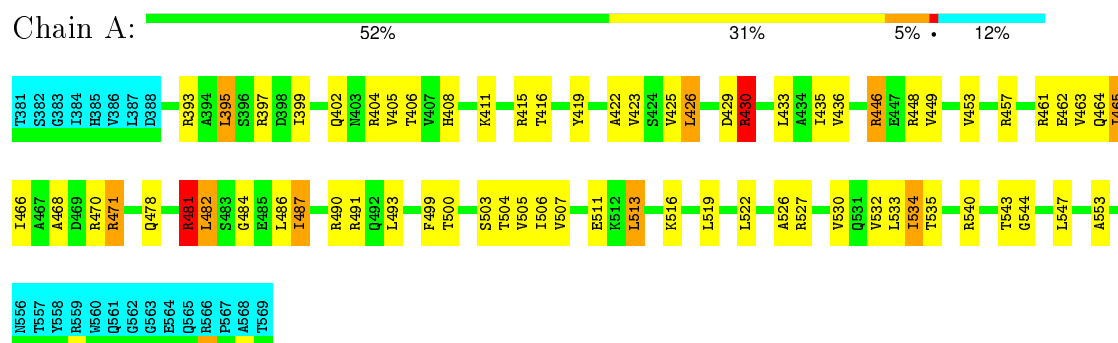 Chain A:
52% 31% 5% • 12%
T381 S382 G383 I384 H385 V386 L387 D388 R393 A394 L395 S396 R397 D398 I399 Q402 N403 R404 V405 T406 V407 H408 K411 R415 T416 Y419 A422 V423 S424 V425 L426 D429 R430 L433 A434 I435 V436 R446 E447 R448 V449 V453 R457 R461 E462 V463 Q464 I465
I466 A467 A468 D469 R470 R471 Q478 R481 L482 S483 G484 E485 L486 I487 R490 R491 Q492 L493 F499 T500 S503 T504 V505 I506 V507 E511 K512 L513 K516 L519 L522 A526 R527 V530 Q531 V532 L533 I534 T535 R540 T543 G544 L547 A553
N556 T557 Y558 R559 W560 Q561 G562 G563 E564 Q565 R566 P567 A568 T569